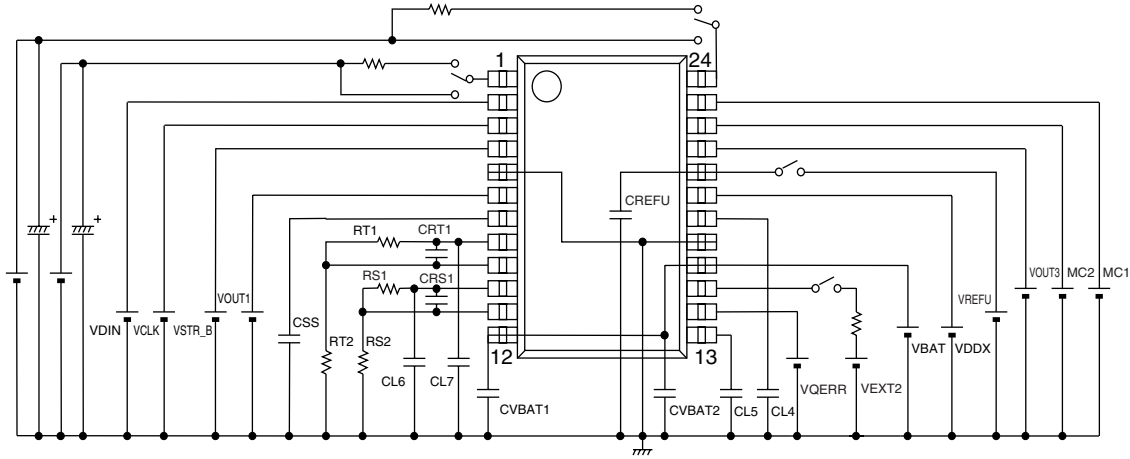 +
+
1
24
CREFU
RT1
CRT1
RS1
CRS1
VOUT1
VOUT3
MC2
MC1
VREFU
VDIN
VCLK
VSTR_B
CSS
RT2
RS2
CL6
CL7
12
13
VBAT
VDDX
VQERR
VEXT2
CVBAT1
CVBAT2
CL5
CL4